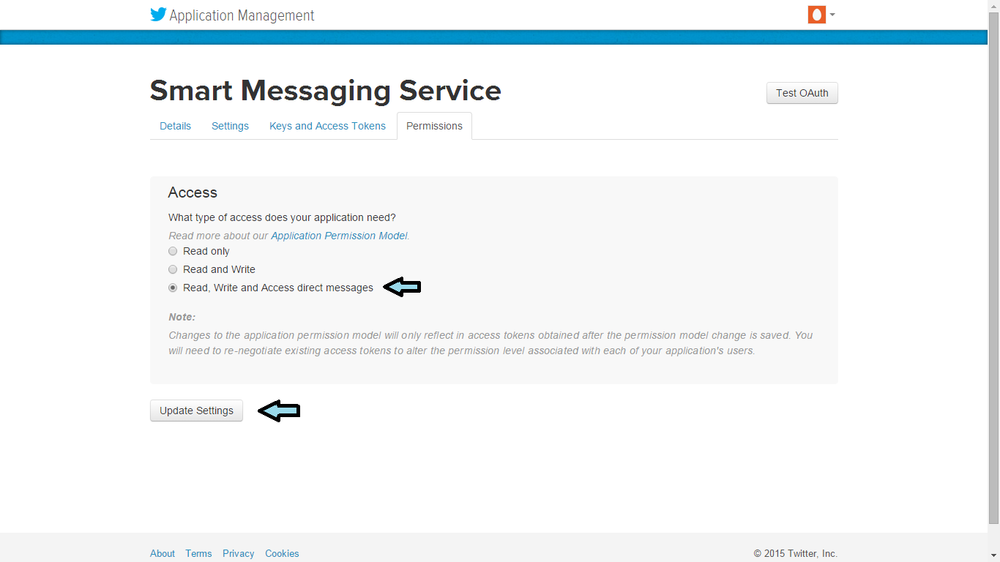 Application Management
Smart Messaging Service
Test OAuth
Details Settings Keys and Access Tokens Permissions
Access
What type of access does your application need?
Read more about our Application Permission Model.
Read only
Read and Write
Read, Write and Access direct messages
Note:
Changes to the application permission model will only reflect in access tokens obtained after the permission model change is saved. You
will need to re-negotiate existing access tokens to alter the permission level associated with each of your application's users.
Update Settings
About Terms Privacy Cookies © 2015 Twitter, Inc.